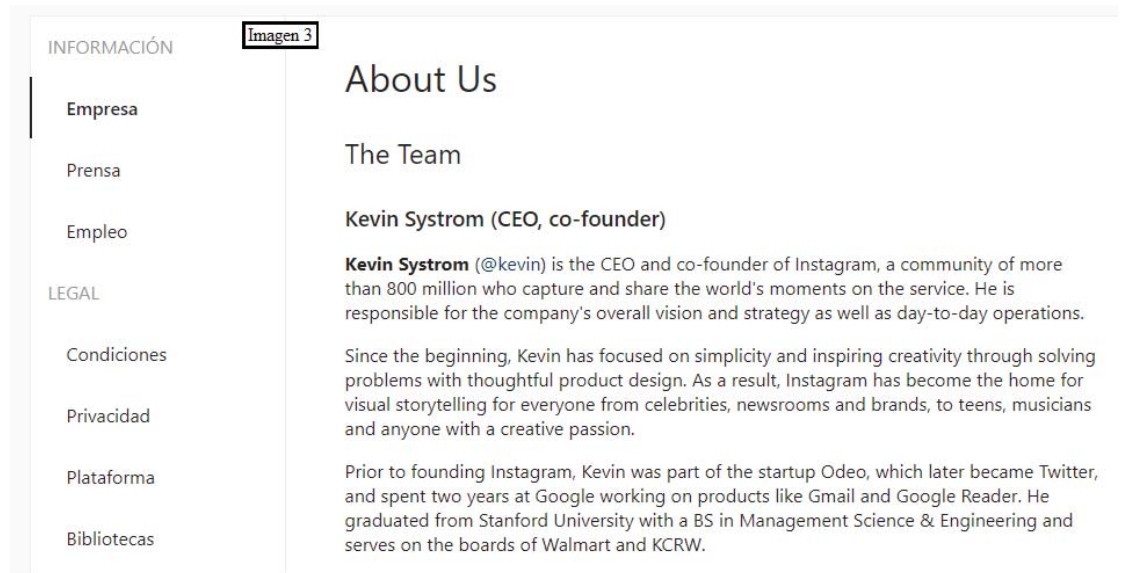 INFORMACIÓN
Imagen 3
Empresa
Prensa
Empleo
LEGAL
Condiciones
Privacidad
Plataforma
Bibliotecas
About Us
The Team
Kevin Systrom (CEO, co-founder)
Kevin Systrom (@kevin) is the CEO and co-founder of Instagram, a community of more
than 800 million who capture and share the world's moments on the service. He is
responsible for the company's overall vision and strategy as well as day-to-day operations.
Since the beginning, Kevin has focused on simplicity and inspiring creativity through solving
problems with thoughtful product design. As a result, Instagram has become the home for
visual storytelling for everyone from celebrities, newsrooms and brands, to teens, musicians
and anyone with a creative passion.
Prior to founding Instagram, Kevin was part of the startup Odeo, which later became Twitter,
and spent two years at Google working on products like Gmail and Google Reader. He
graduated from Stanford University with a BS in Management Science & Engineering and
serves on the boards of Walmart and KCRW.